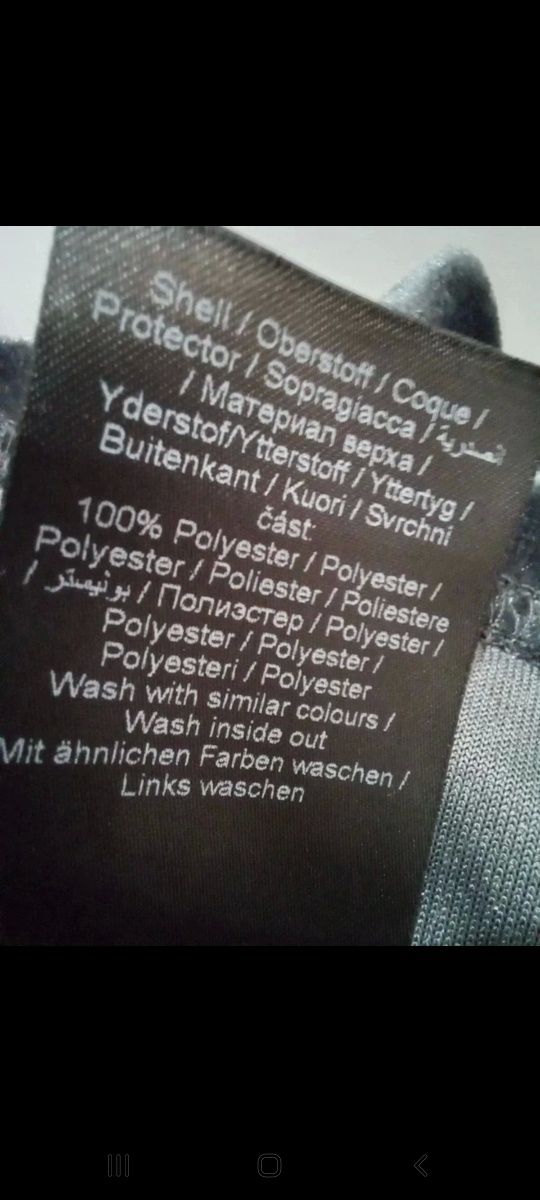 Shell / Oberstoff / Coque /
Protector / Sopragiacca / الصدرية
/ Материал верха /
Yderstof/Ytterstoff / Yttertyg /
Buitenkant / Kuori / Svrchni
část:
100% Polyester / Polyester /
Polyester / Poliester / Poliestere
/ بوليستر / Полиэстер / Polyester /
Polyester / Polyester /
Polyesteri / Polyester
Wash with similar colours /
Wash inside out
Mit ähnlichen Farben waschen /
Links waschen